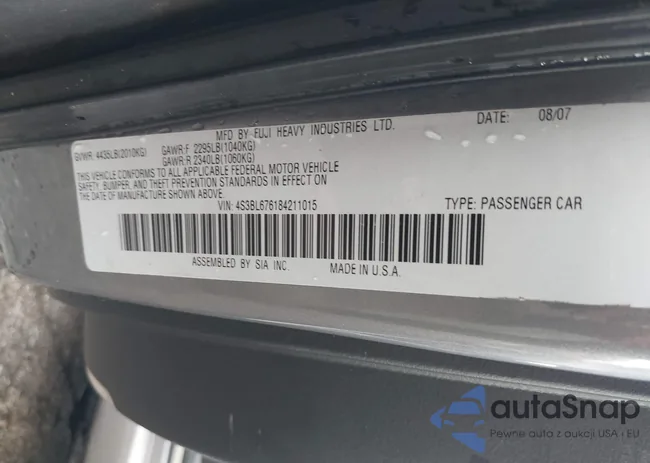 MFD BY FUJI HEAVY INDUSTRIES LTD. DATE: 08/07
GVWR: 4435LB(2010KG) GAWR:F 2295LB(1040KG)
GAWR:R 2340LB(1060KG)
THIS VEHICLE CONFORMS TO ALL APPLICABLE FEDERAL MOTOR VEHICLE
SAFETY, BUMPER, AND THEFT PREVENTION STANDARDS IN EFFECT ON
THE DATE OF MANUFACTURE SHOWN ABOVE.
VIN: 4S3BL676184211015 TYPE: PASSENGER CAR
ASSEMBLED BY SIA INC. MADE IN U.S.A.
autaSnap
Pewne auta z aukcji USA i EU